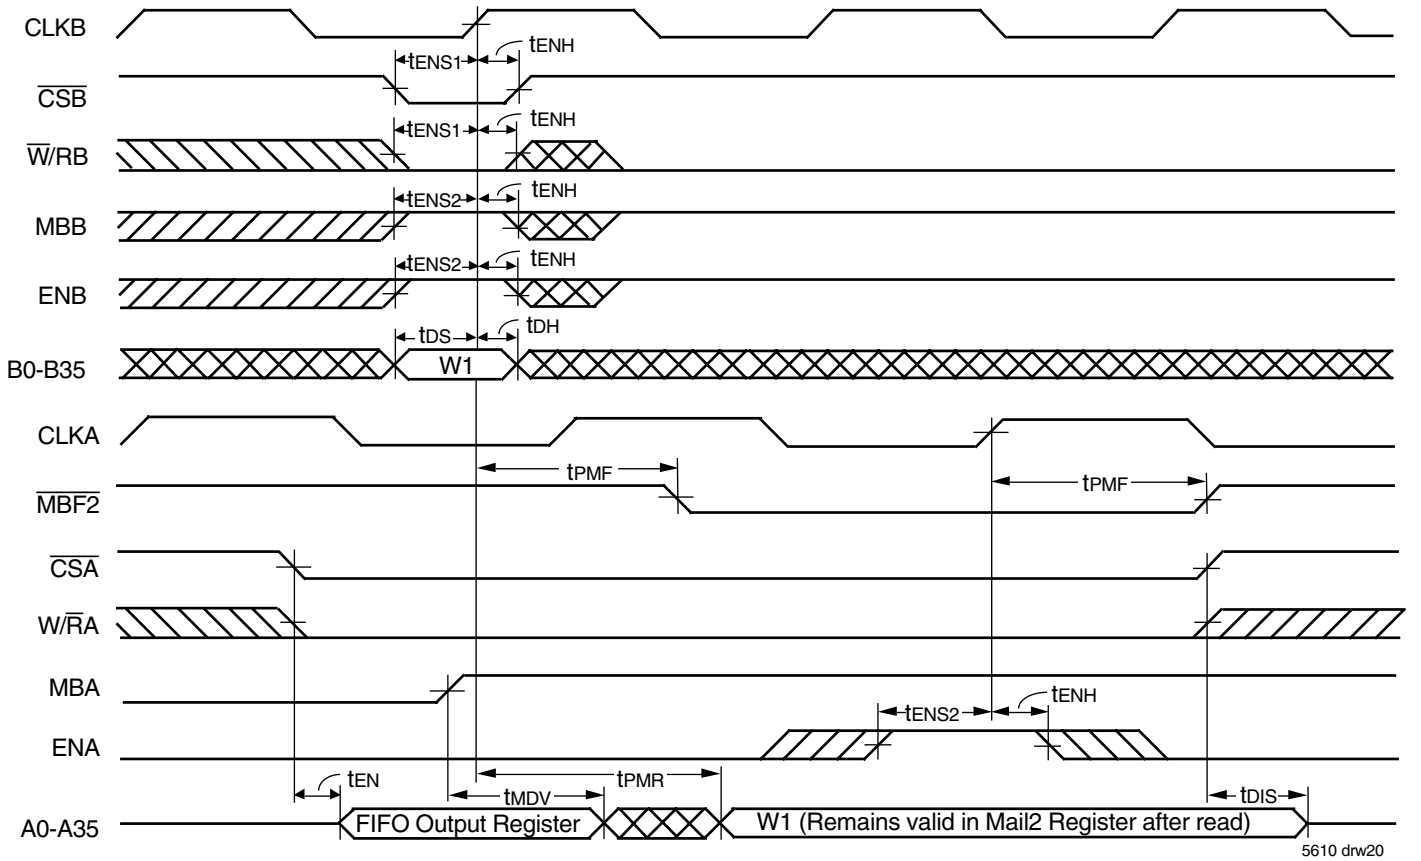 CLKB
tENS1 tENH
CSB
tENS1 tENH
W/RB
tENS2 tENH
MBB
tENS2 tENH
ENB
tDS tDH
B0-B35 W1
CLKA
tPMF tPMF
MBF2
CSA
W/RA
MBA
tENS2 tENH
ENA
tEN tPMR
tMDV tDIS
A0-A35 FIFO Output Register W1 (Remains valid in Mail2 Register after read)
5610 drw20